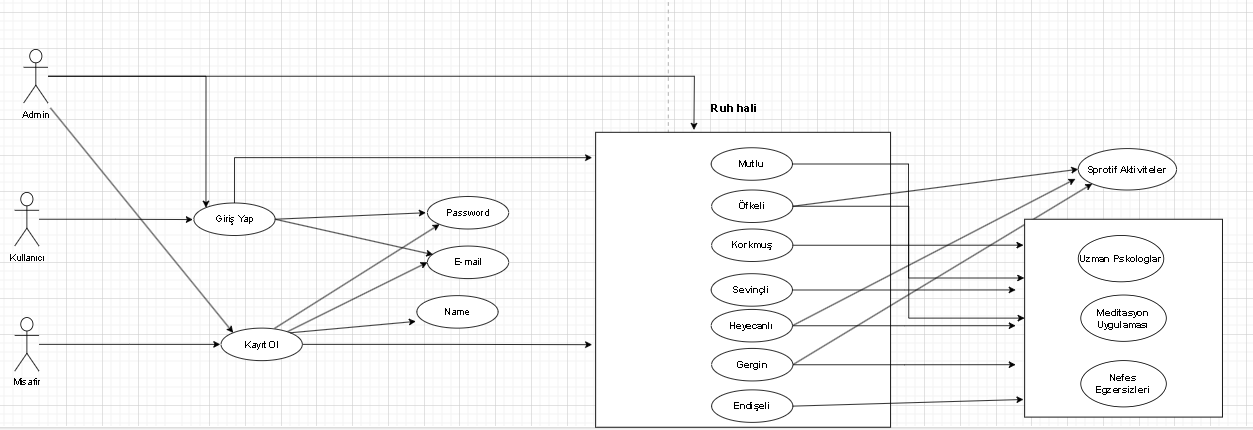 Admin
Kullanıcı
Misafir
Giriş Yap
Kayıt Ol
Password
E-mail
Name
Ruh hali
Mutlu
Öfkeli
Korkmuş
Sevinçli
Heyecanlı
Gergin
Endişeli
Sprotif Aktiviteler
Uzman Pskologlar
Meditasyon
Uygulaması
Nefes
Egzersizleri